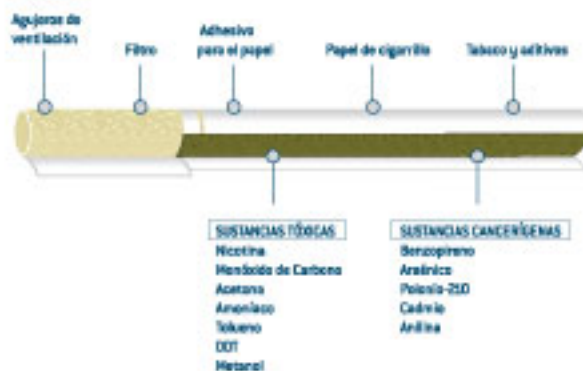 Agujeros de
ventilación
Filtro
Adhesivo
para el papel
Papel de cigarrillo
Tabaco y aditivos
SUSTANCIAS TÓXICAS
Nicotina
Monóxido de Carbono
Acetona
Amoníaco
Tolueno
DDT
Metanol
SUSTANCIAS CANCERÍGENAS
Benzopireno
Arsénico
Polonio-210
Cadmio
Anilina